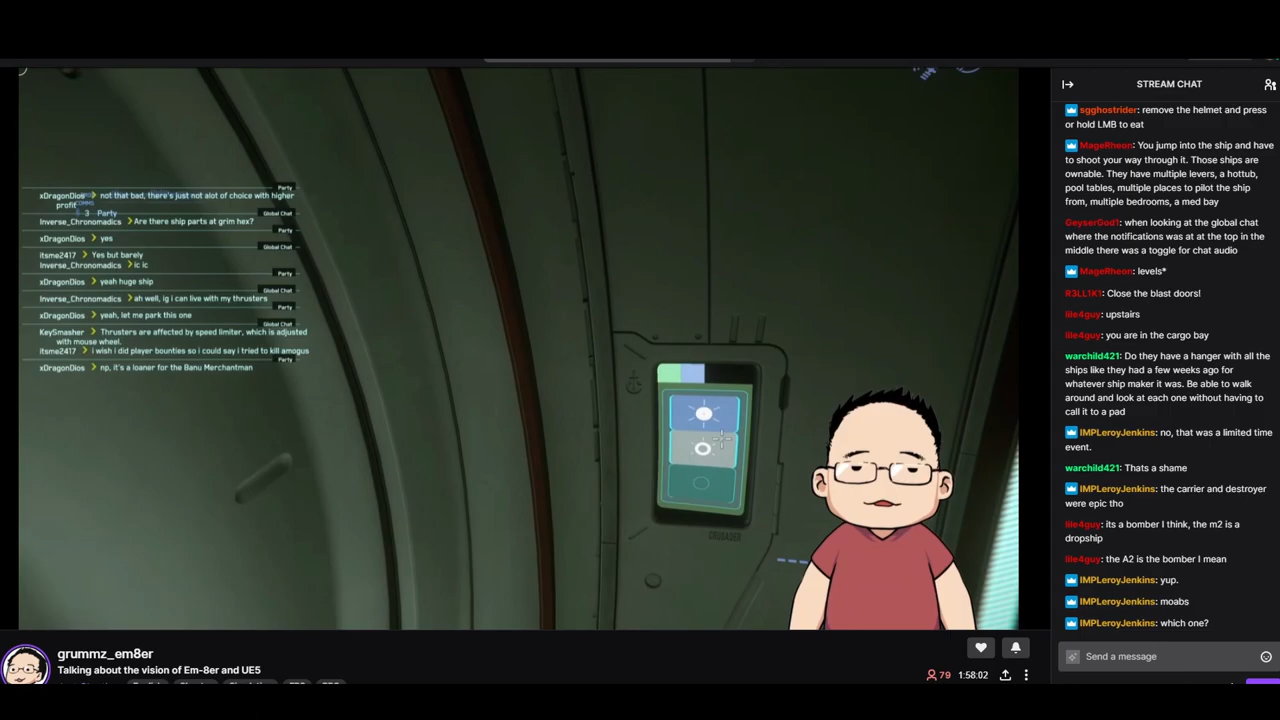 STREAM CHAT
sgghostrider: remove the helmet and press
or hold LMB to eat
MageRheon: You jump into the ship and have
to shoot your way through it. Those ships are
ownable. They have multiple levers, a hottub,
pool tables, multiple places to pilot the ship
from, multiple bedrooms, a med bay
GeyserGod1: when looking at the global chat
where the notifications was at at the top in the
middle there was a toggle for chat audio
MageRheon: levels*
R3LL1K1: Close the blast doors!
lile4guy: upstairs
lile4guy: you are in the cargo bay
warchild421: Do they have a hanger with all the
ships like they had a few weeks ago for
whatever ship maker it was. Be able to walk
around and look at each one without having to
call it to a pad
IMPLeroyJenkins: no, that was a limited time
event.
warchild421: Thats a shame
IMPLeroyJenkins: the carrier and destroyer
were epic tho
lile4guy: its a bomber I think, the m2 is a
dropship
lile4guy: the A2 is the bomber I mean
IMPLeroyJenkins: yup.
IMPLeroyJenkins: moabs
IMPLeroyJenkins: which one?
Send a message
Party
xDragonDios > not that bad, there's just not alot of choice with higher
profit
3 Party
Global Chat
Inverse_Chronomadics > Are there ship parts at grim hex?
Party
xDragonDios > yes
Global Chat
itsme2417 > Yes but barely
Inverse_Chronomadics > ic ic
Party
xDragonDios > yeah huge ship
Global Chat
Inverse_Chronomadics > ah well, ig i can live with my thrusters
Party
xDragonDios > yeah, let me park this one
Global Chat
KeySmasher > Thrusters are affected by speed limiter, which is adjusted
with mouse wheel.
itsme2417 > i wish i did player bounties so i could say i tried to kill amogus
Party
xDragonDios > np, it's a loaner for the Banu Merchantman
CRUSADER
grummz_em8er
Talking about the vision of Em-8er and UE5
79 1:58:02